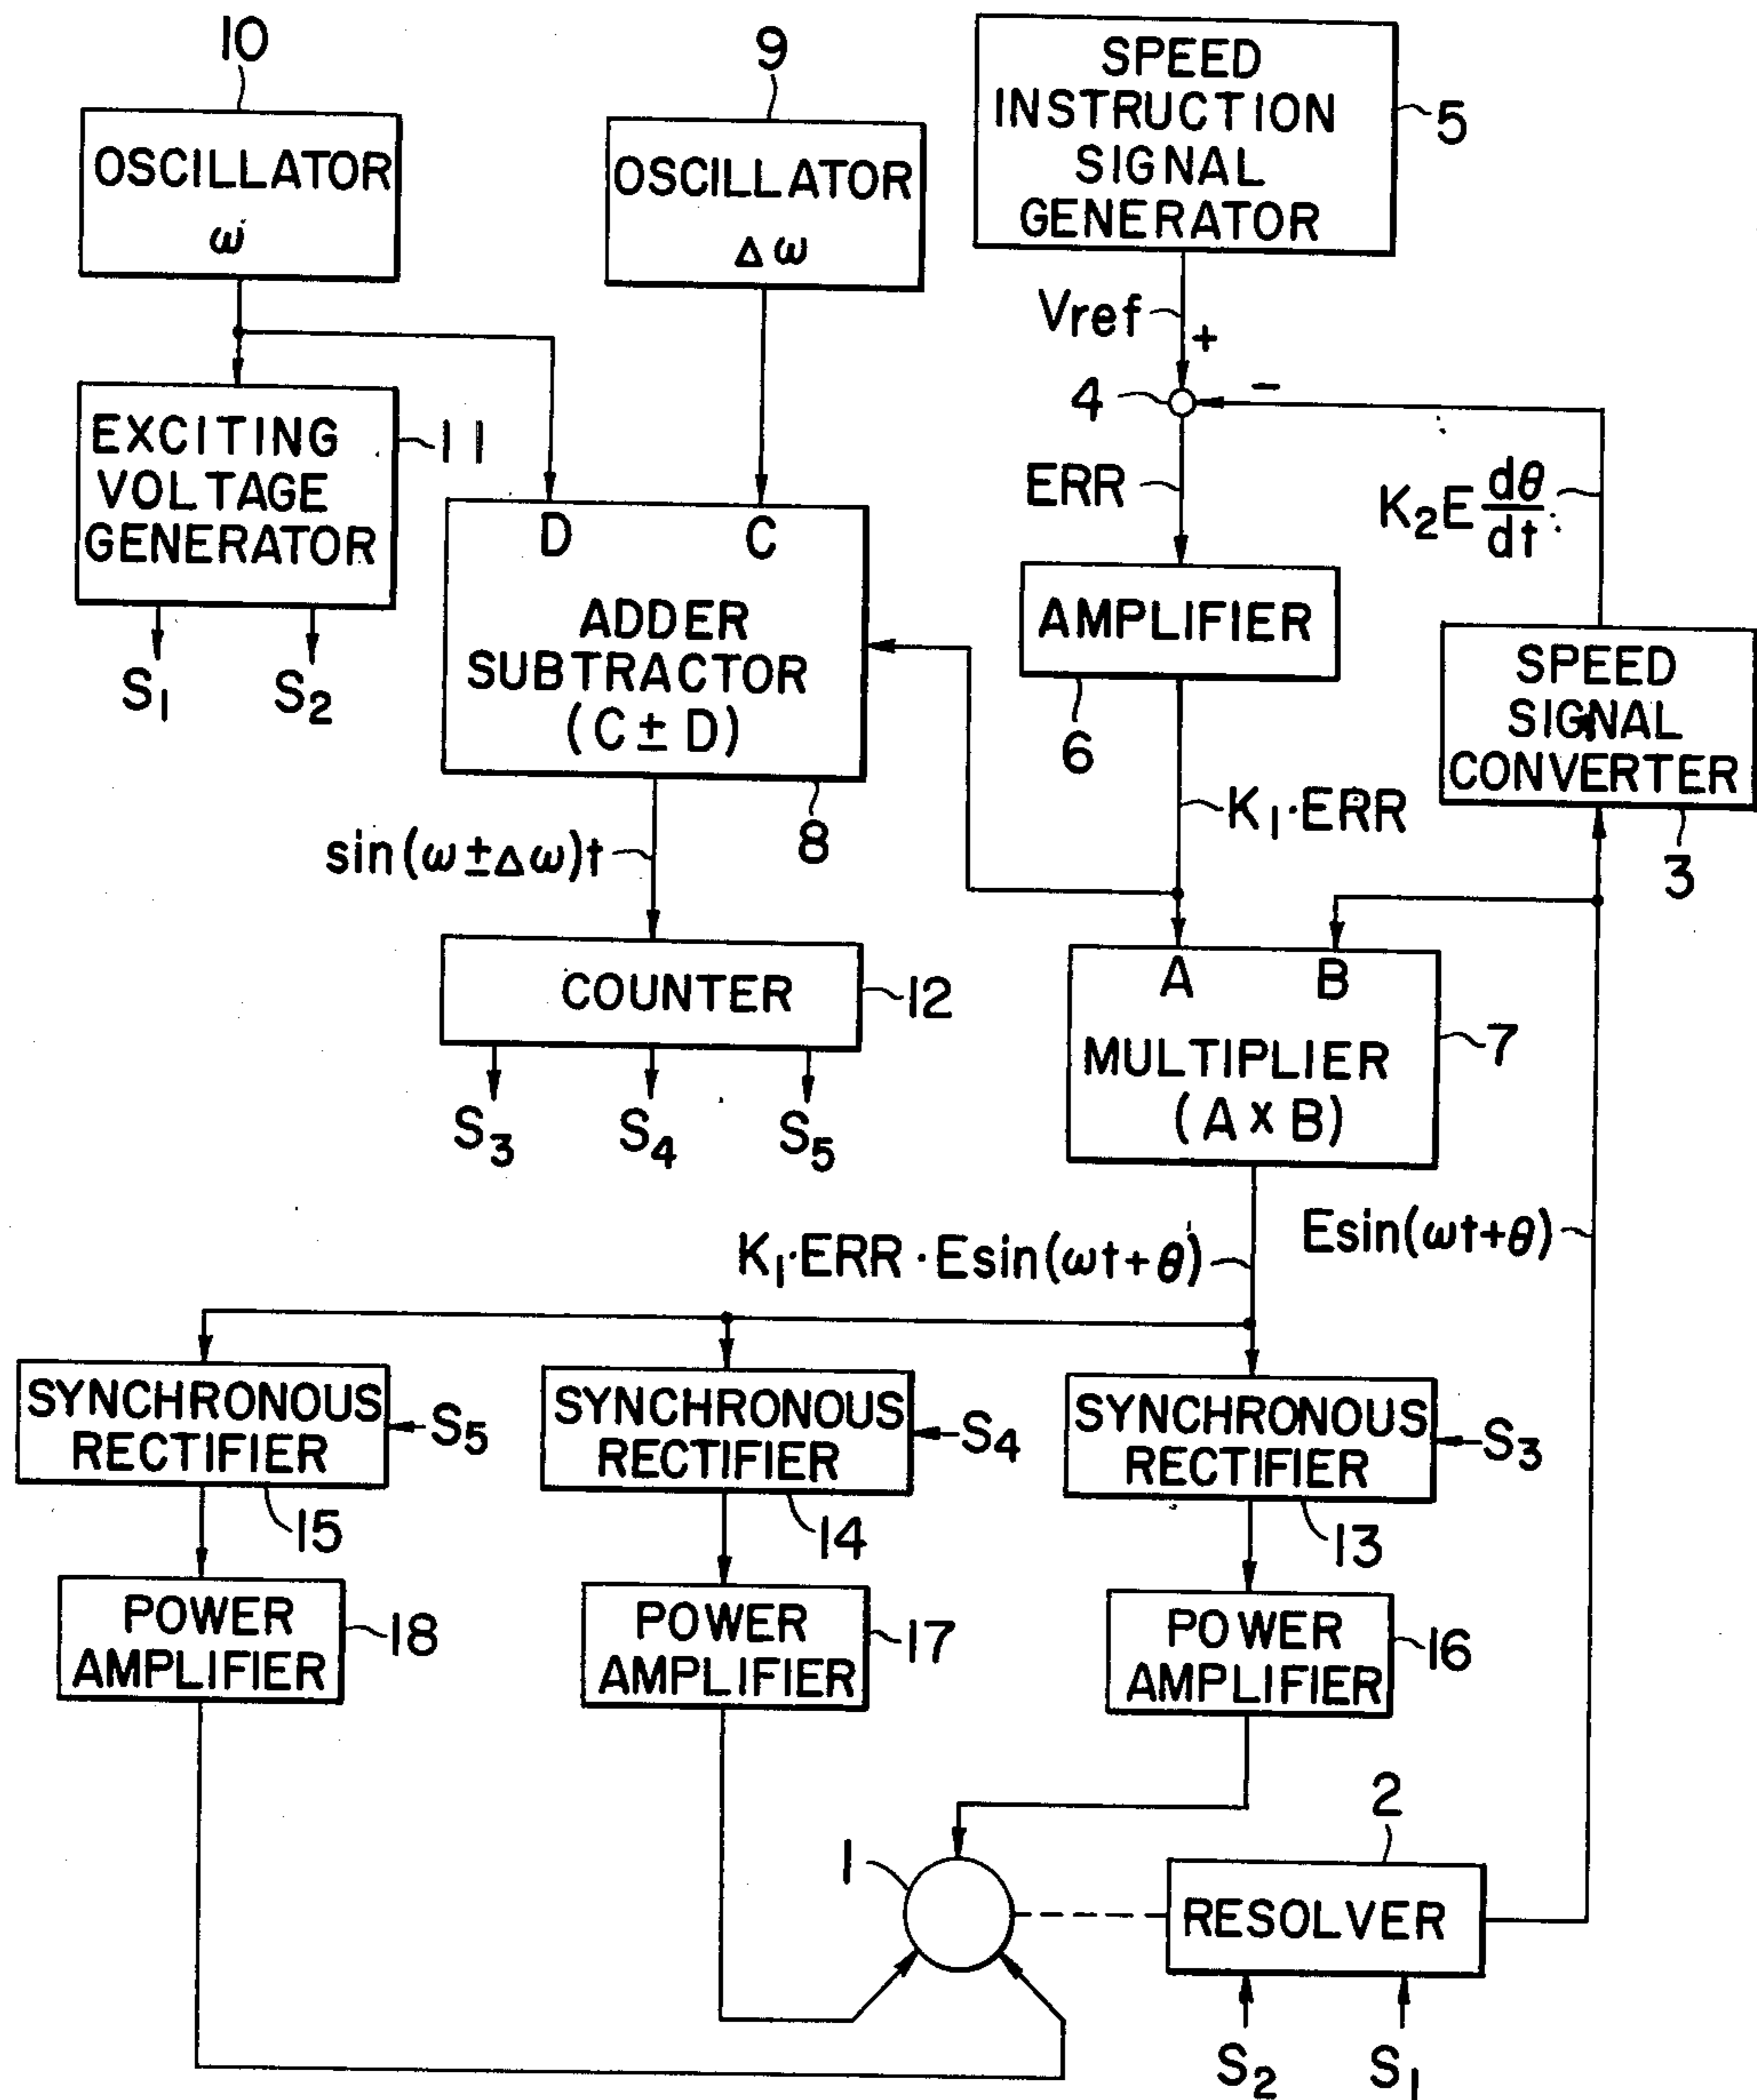 10
OSCILLATOR
ω
9
OSCILLATOR
Δω
SPEED
INSTRUCTION
SIGNAL
GENERATOR
5
Vref
+
4
-
EXCITING
VOLTAGE
GENERATOR
11
S₁
S₂
D
C
ADDER
SUBTRACTOR
(C ± D)
8
ERR
K₂E dθ/dt
AMPLIFIER
6
SPEED
SIGNAL
CONVERTER
3
K₁·ERR
sin(ω±Δω)t
COUNTER
12
S₃
S₄
S₅
A
B
MULTIPLIER
(A x B)
7
K₁·ERR·Esin(ωt+θ)
Esin(ωt+θ)
SYNCHRONOUS
RECTIFIER
S₅
15
SYNCHRONOUS
RECTIFIER
S₄
14
SYNCHRONOUS
RECTIFIER
S₃
13
POWER
AMPLIFIER
18
POWER
AMPLIFIER
17
POWER
AMPLIFIER
16
1
2
RESOLVER
S₂
S₁